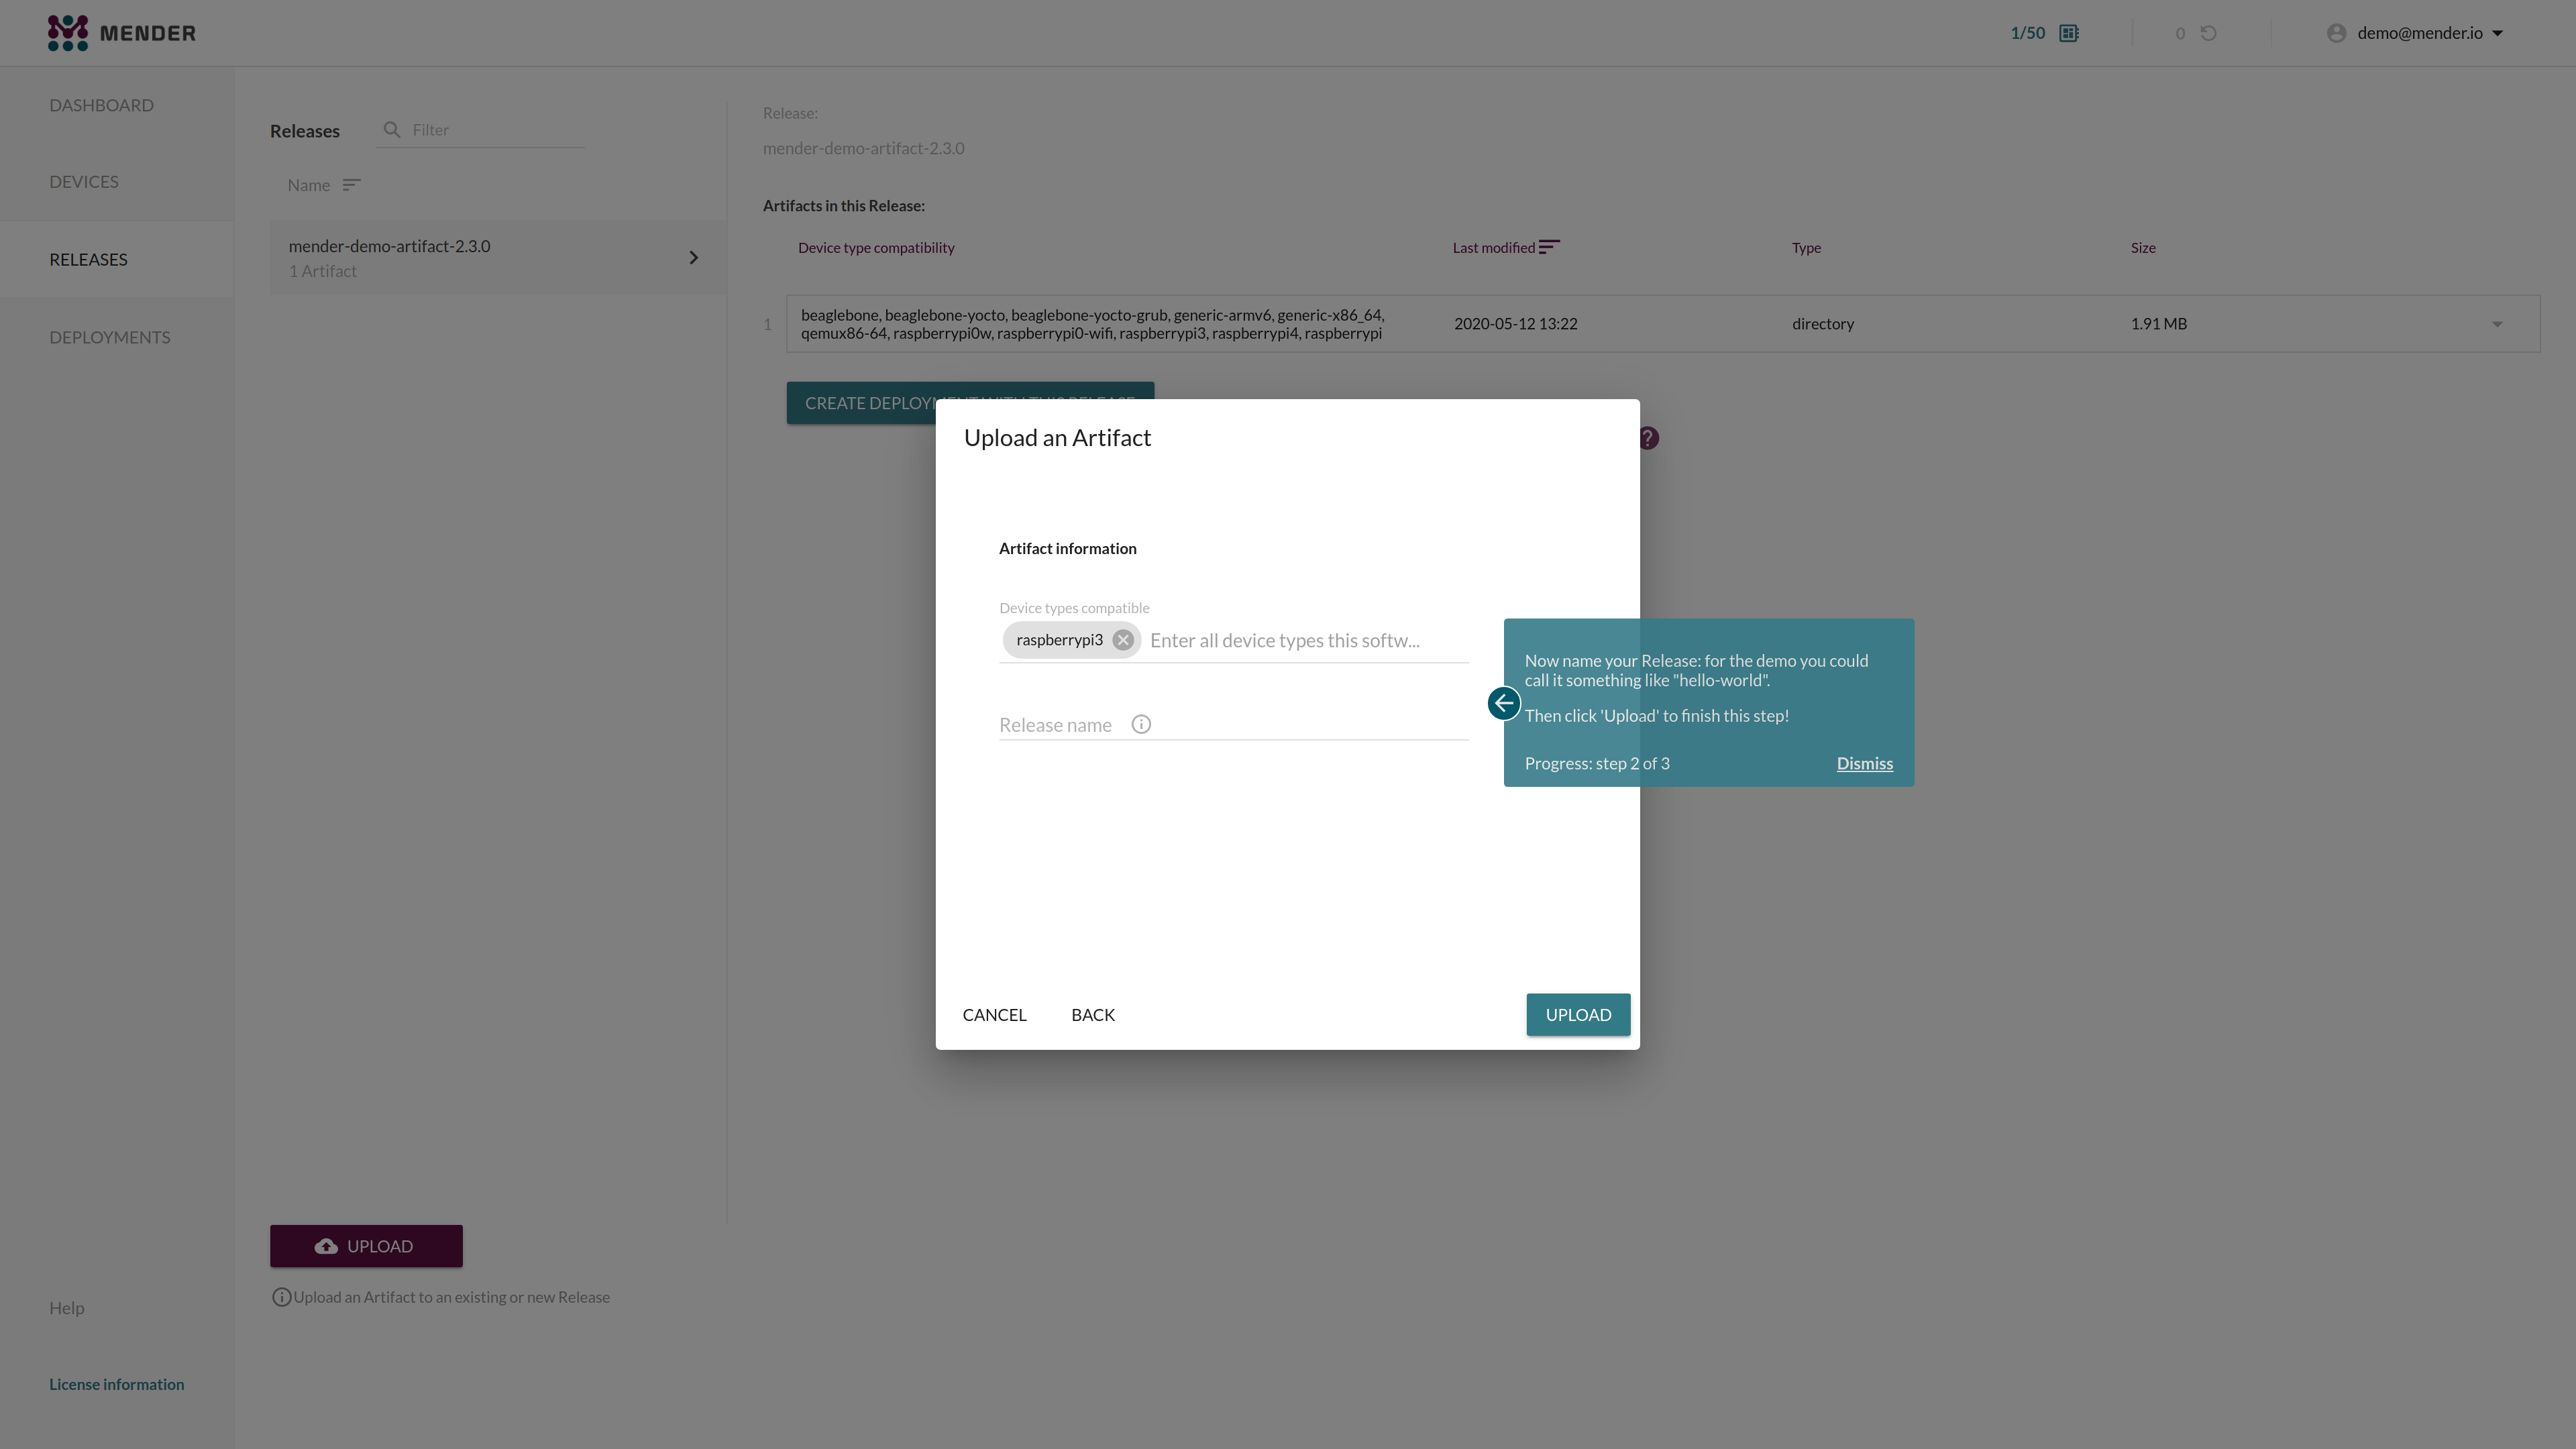 MENDER
1/50
0
demo@mender.io
DASHBOARD
DEVICES
RELEASES
DEPLOYMENTS
Help
License information
Releases
Filter
Name
mender-demo-artifact-2.3.0
1 Artifact
UPLOAD
Upload an Artifact to an existing or new Release
Release:
mender-demo-artifact-2.3.0
Artifacts in this Release:
Device type compatibility
Last modified
Type
Size
1
beaglebone, beaglebone-yocto, beaglebone-yocto-grub, generic-armv6, generic-x86_64,
qemux86-64, raspberrypi0w, raspberrypi0-wifi, raspberrypi3, raspberrypi4, raspberrypi
2020-05-12 13:22
directory
1.91 MB
CREATE DEPLOYMENT WITH THIS RELEASE
?
Upload an Artifact
Artifact information
Device types compatible
raspberrypi3
Enter all device types this softw...
Release name
CANCEL
BACK
UPLOAD
Now name your Release: for the demo you could
call it something like "hello-world".
Then click 'Upload' to finish this step!
Progress: step 2 of 3
Dismiss